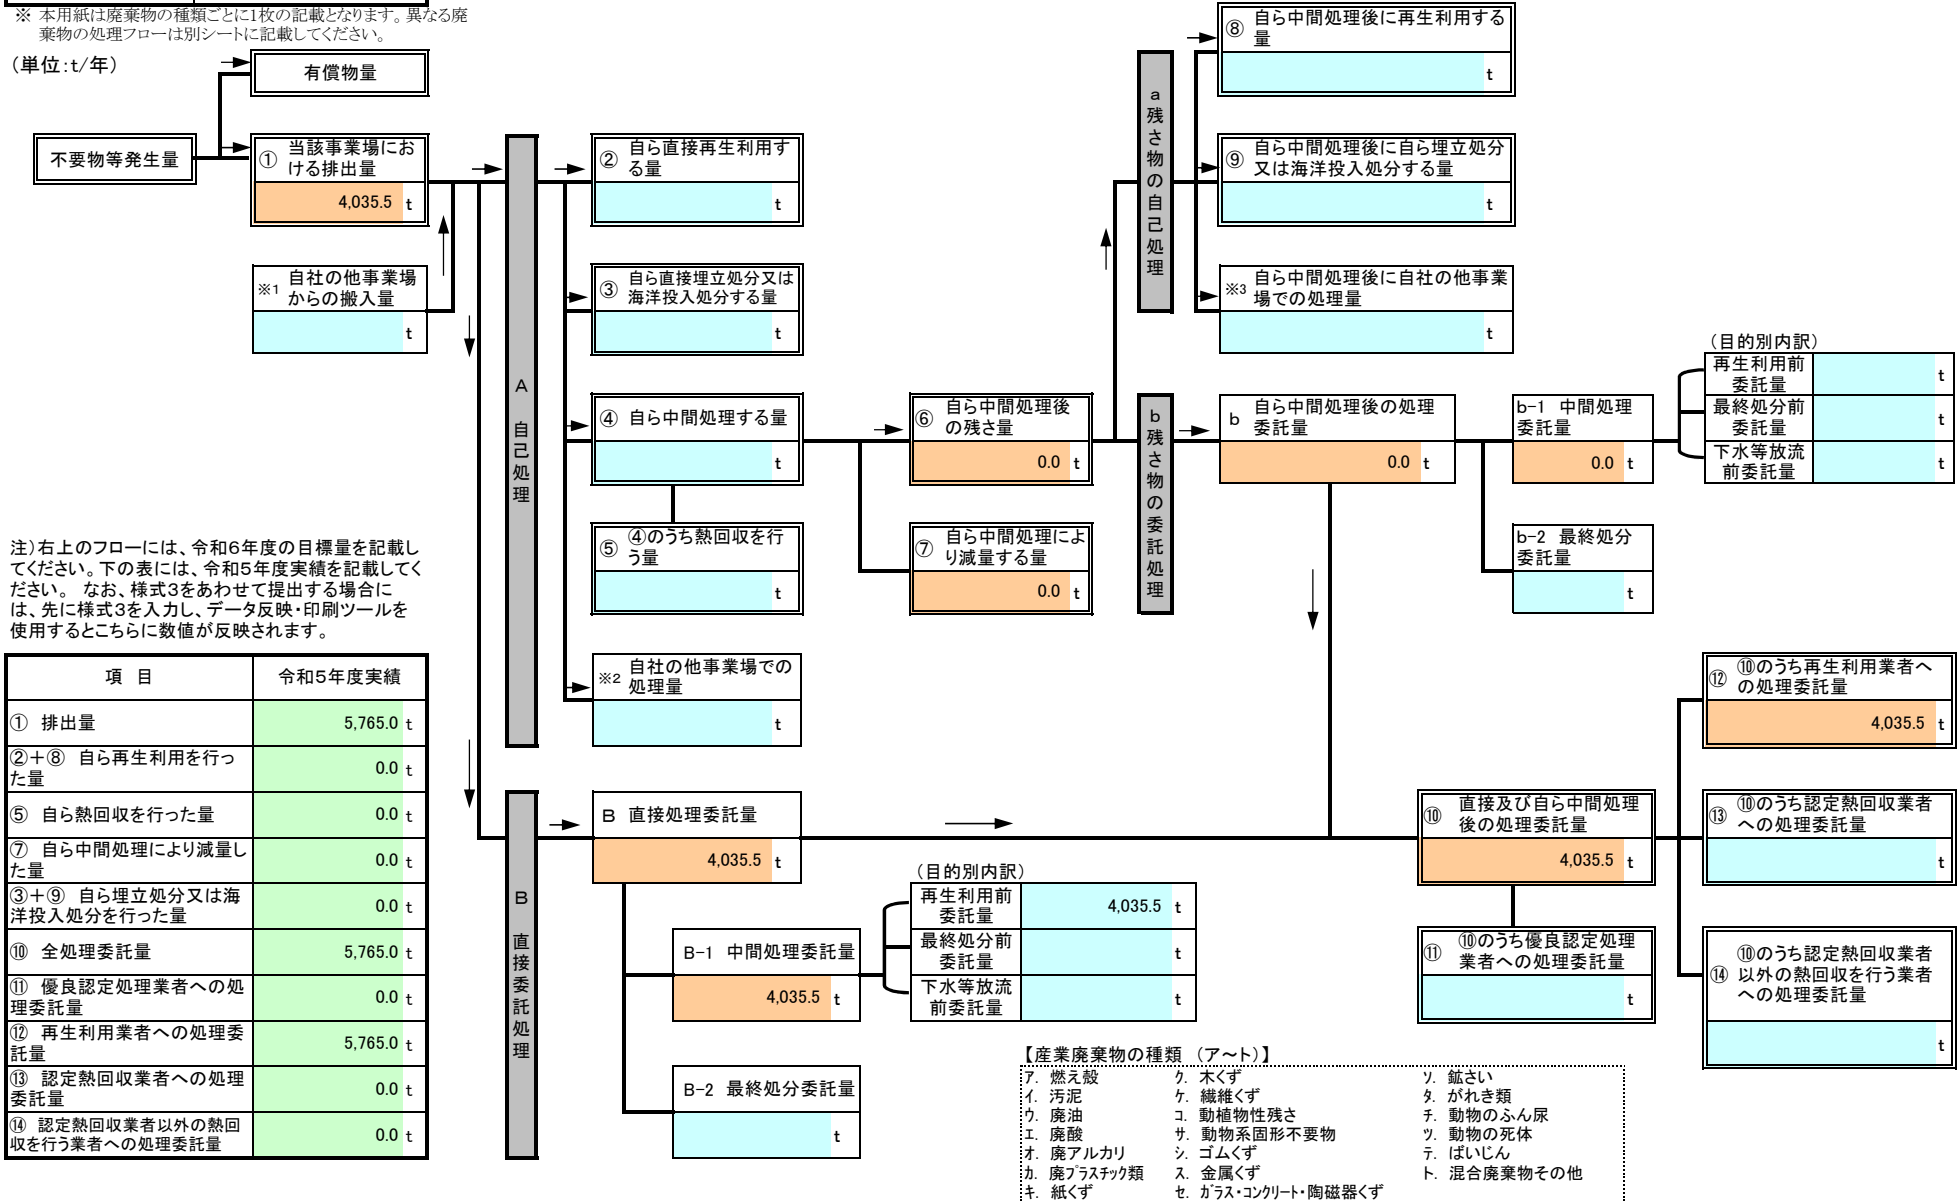 ※ 本用紙は廃棄物の種類ごとに1枚の記載となります。異なる廃
棄物の処理フローは別シートに記載してください。
(単位:t/年)
有償物量
不要物等発生量
① 当該事業場にお
ける排出量
4,035.5 t
※1 自社の他事業場
からの搬入量
t
A 自己処理
② 自ら直接再生利用す
る量
t
③ 自ら直接埋立処分又は
海洋投入処分する量
t
④ 自ら中間処理する量
t
⑤ ④のうち熱回収を行
う量
t
※2 自社の他事業場での
処理量
t
⑥ 自ら中間処理後
の残さ量
0.0 t
⑦ 自ら中間処理によ
り減量する量
0.0 t
a残さ物の自己処理
⑧ 自ら中間処理後に再生利用する
量
t
⑨ 自ら中間処理後に自ら埋立処分
又は海洋投入処分する量
t
※3 自ら中間処理後に自社の他事業
場での処理量
t
b残さ物の委託処理
b 自ら中間処理後の処理
委託量
0.0 t
b-1 中間処理
委託量
0.0 t
b-2 最終処分
委託量
t
(目的別内訳)
再生利用前
委託量
t
最終処分前
委託量
t
下水等放流
前委託量
t
注)右上のフローには、令和6年度の目標量を記載し
てください。下の表には、令和5年度実績を記載してく
ださい。 なお、様式3をあわせて提出する場合に
は、先に様式3を入力し、データ反映・印刷ツールを
使用するとこちらに数値が反映されます。
項 目 令和5年度実績
① 排出量 5,765.0 t
②+⑧ 自ら再生利用を行っ
た量 0.0 t
⑤ 自ら熱回収を行った量 0.0 t
⑦ 自ら中間処理により減量し
た量 0.0 t
③+⑨ 自ら埋立処分又は海
洋投入処分を行った量 0.0 t
⑩ 全処理委託量 5,765.0 t
⑪ 優良認定処理業者への処
理委託量 0.0 t
⑫ 再生利用業者への処理委
託量 5,765.0 t
⑬ 認定熱回収業者への処理
委託量 0.0 t
⑭ 認定熱回収業者以外の熱回
収を行う業者への処理委託量 0.0 t
B 直接委託処理
B 直接処理委託量
4,035.5 t
B-1 中間処理委託量
4,035.5 t
B-2 最終処分委託量
t
(目的別内訳)
再生利用前
委託量
4,035.5 t
最終処分前
委託量
t
下水等放流
前委託量
t
⑩ 直接及び自ら中間処理
後の処理委託量
4,035.5 t
⑪ ⑩のうち優良認定処理
業者への処理委託量
t
⑫ ⑩のうち再生利用業者へ
の処理委託量
4,035.5 t
⑬ ⑩のうち認定熱回収業者
への処理委託量
t
⑭ ⑩のうち認定熱回収業者
以外の熱回収を行う業者
への処理委託量
t
【産業廃棄物の種類 (ア~ト)】
ア. 燃え殻 ク. 木くず ソ. 鉱さい
イ. 汚泥 ケ. 繊維くず タ. がれき類
ウ. 廃油 コ. 動植物性残さ チ. 動物のふん尿
エ. 廃酸 サ. 動物系固形不要物 ツ. 動物の死体
オ. 廃アルカリ シ. ゴムくず テ. ばいじん
カ. 廃プラスチック類 ス. 金属くず ト. 混合廃棄物その他
キ. 紙くず セ. ガラス・コンクリート・陶磁器くず